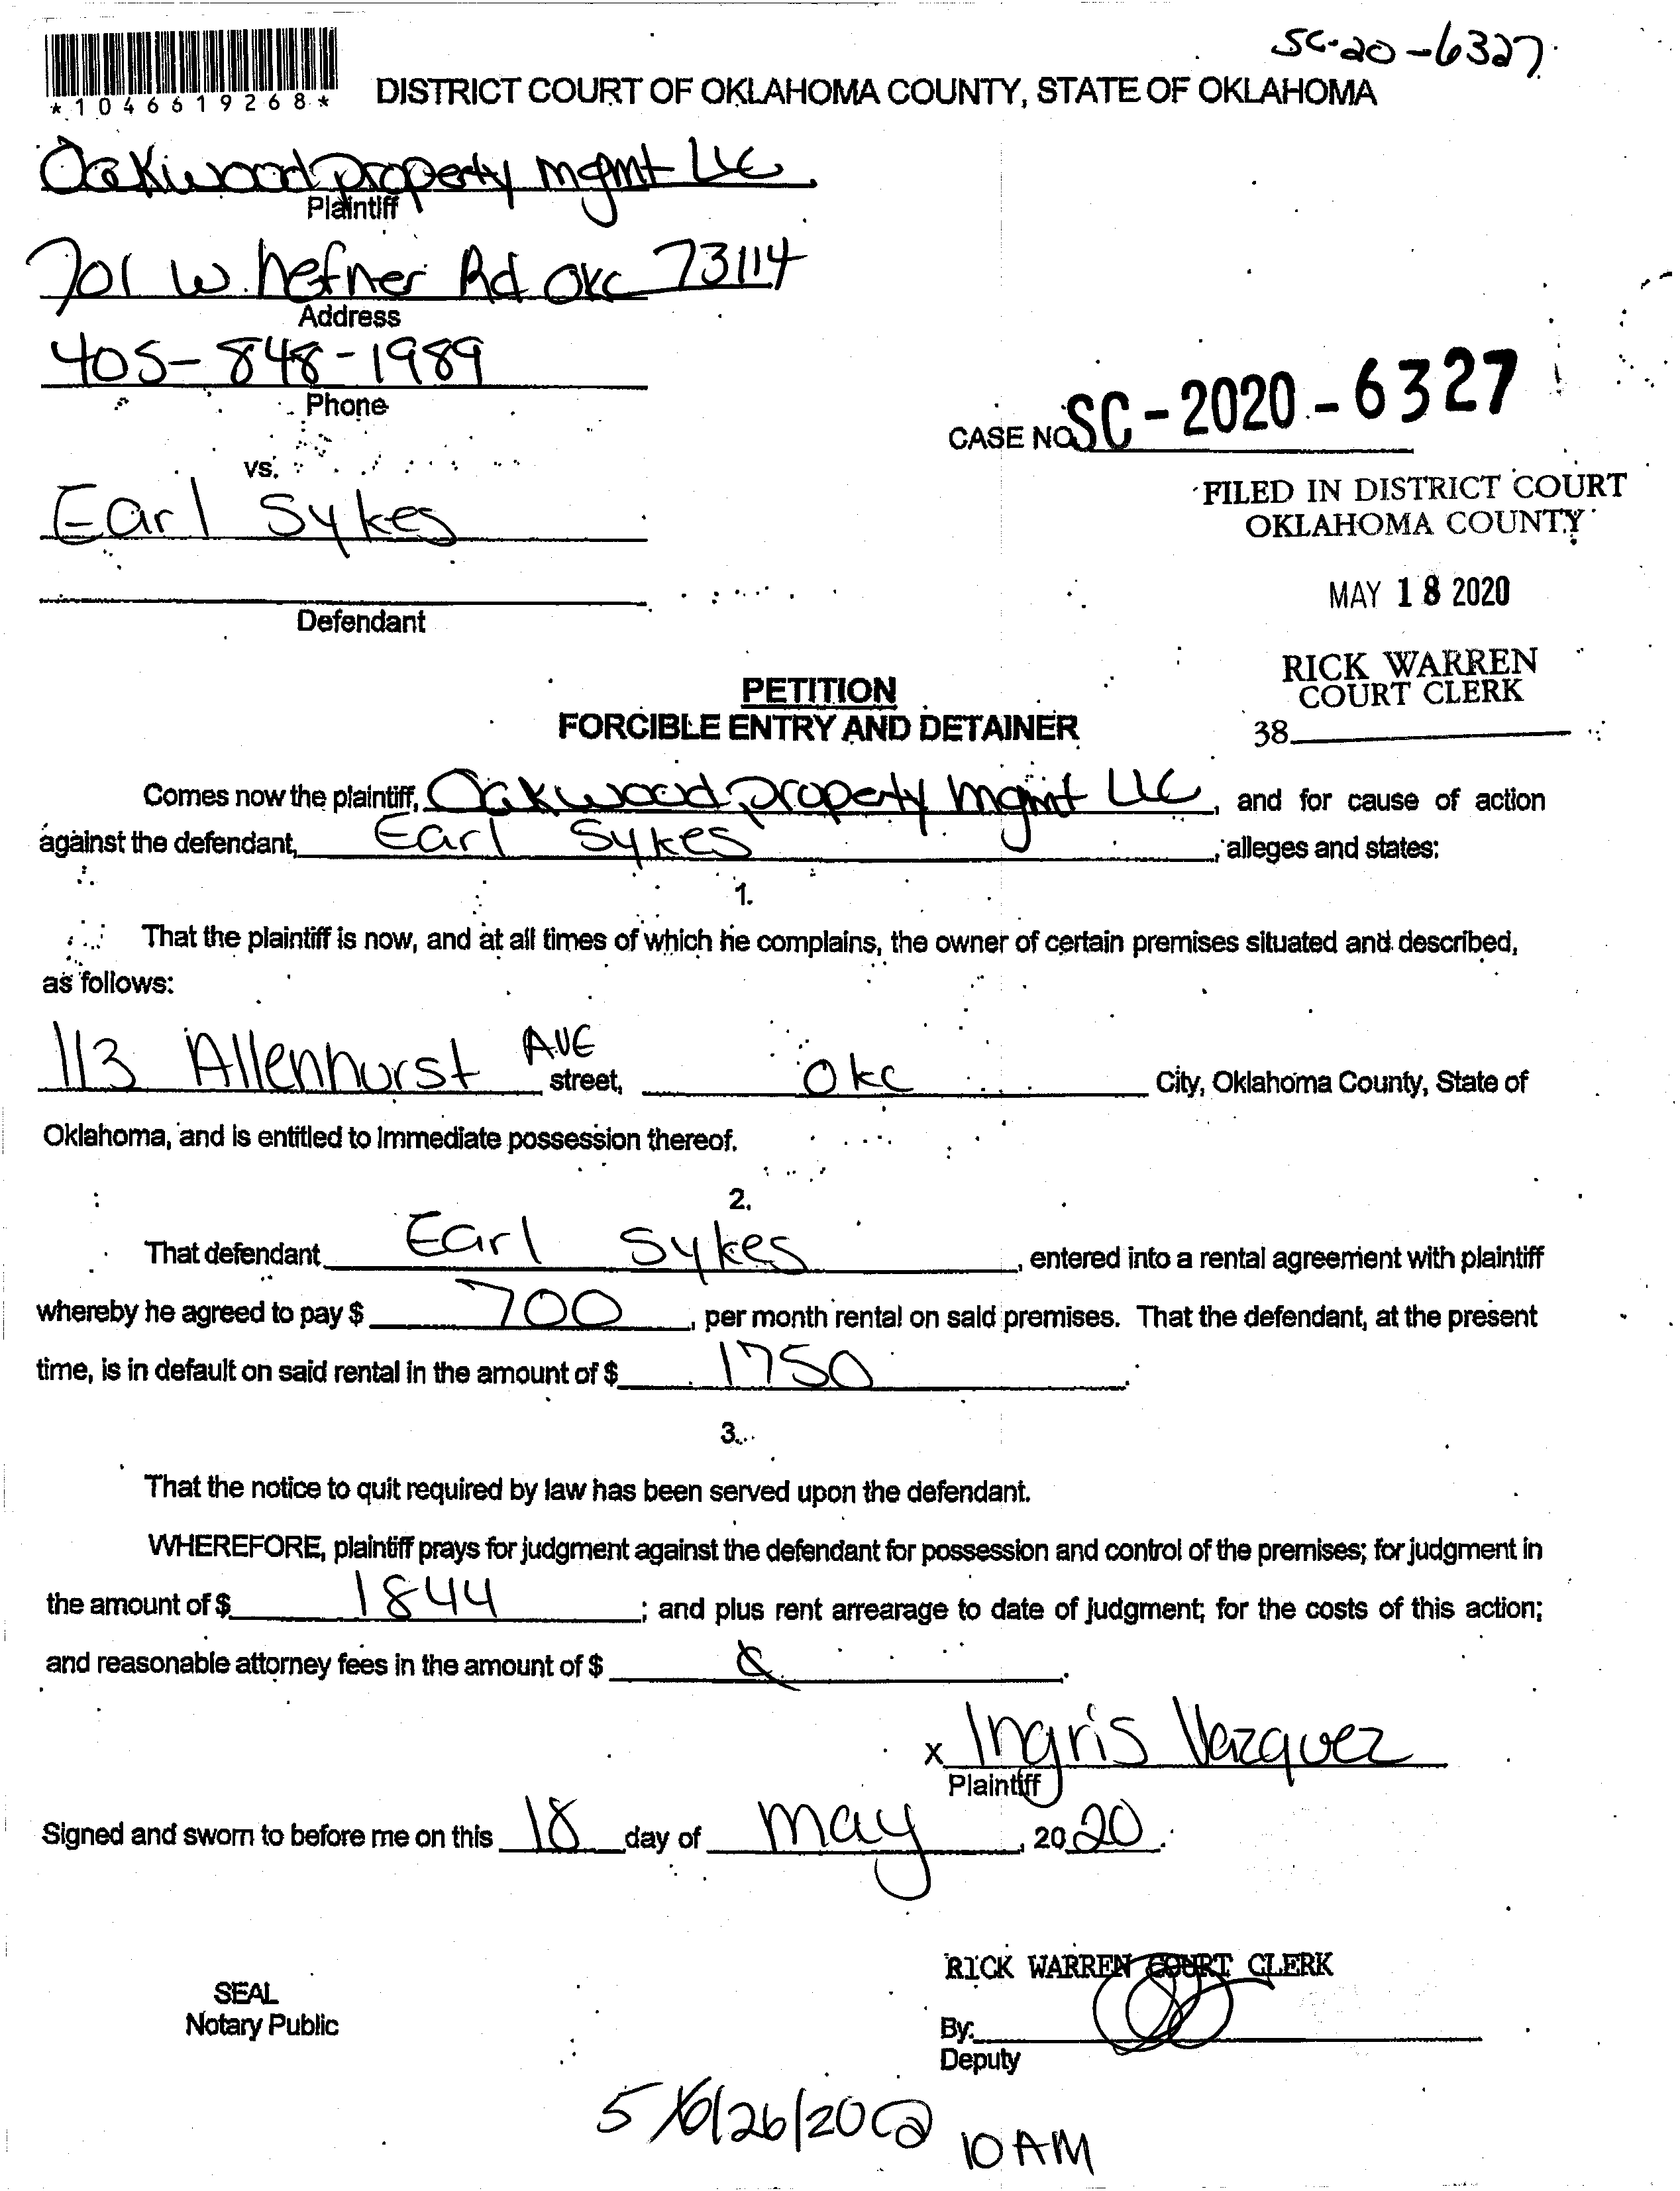 SC-20-6327
*1046619268*
DISTRICT COURT OF OKLAHOMA COUNTY, STATE OF OKLAHOMA
Oakwood property mgmt LLC
Plaintiff
701 W. hefner Rd OKC 73114
Address
405-848-1989
Phone
CASE NO. SC-2020-6327
vs.
FILED IN DISTRICT COURT
OKLAHOMA COUNTY
Earl Sykes
MAY 18 2020
Defendant
RICK WARREN
COURT CLERK
38
PETITION
FORCIBLE ENTRY AND DETAINER
Comes now the plaintiff, Oakwood property mgmt LLC, and for cause of action
against the defendant, Earl Sykes, alleges and states:
1.
That the plaintiff is now, and at all times of which he complains, the owner of certain premises situated and described,
as follows:
113 Allenhurst AVE street, Okc City, Oklahoma County, State of
Oklahoma, and is entitled to immediate possession thereof.
2.
That defendant Earl Sykes, entered into a rental agreement with plaintiff
whereby he agreed to pay $ 700, per month rental on said premises. That the defendant, at the present
time, is in default on said rental in the amount of $ 1750.
3.
That the notice to quit required by law has been served upon the defendant.
WHEREFORE, plaintiff prays for judgment against the defendant for possession and control of the premises; for judgment in
the amount of $ 1844; and plus rent arrearage to date of judgment; for the costs of this action;
and reasonable attorney fees in the amount of $
x Ingris Vazquez
Plaintiff
Signed and sworn to before me on this 18 day of may, 2020.
RICK WARREN COURT CLERK
SEAL
Notary Public
By:
Deputy
5/26/20 @ 10 AM